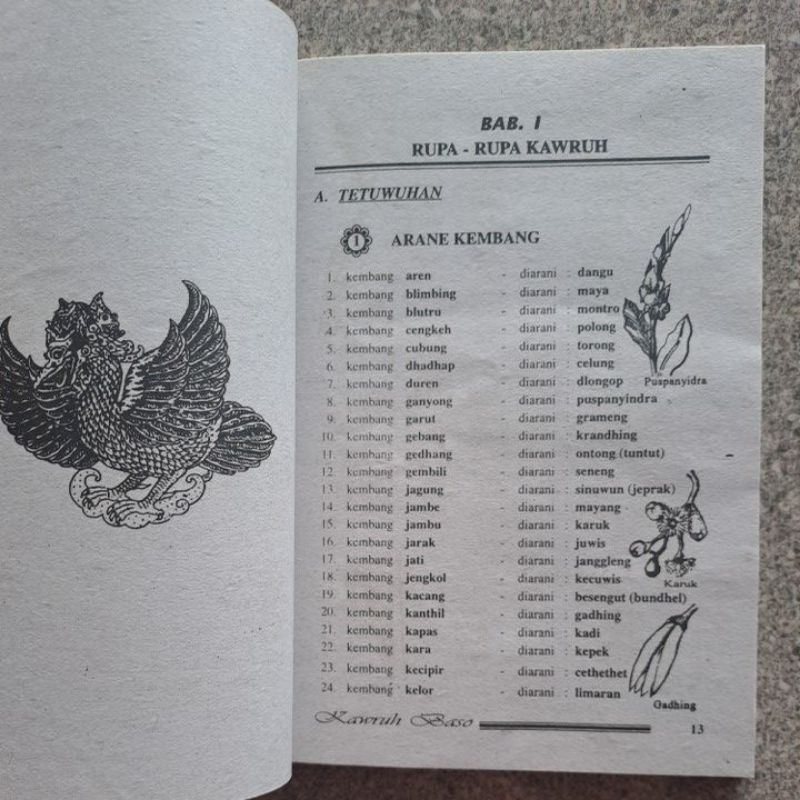 BAB. I
RUPA - RUPA KAWRUH
A. TETUWUHAN
1 ARANE KEMBANG
1. kembang aren - diarani : dangu
2. kembang blimbing - diarani : maya
3. kembang blutru - diarani : montro
4. kembang cengkeh - diarani : polong
5. kembang cubung - diarani : torong
6. kembang dhadhap - diarani : celung
7. kembang duren - diarani : dlongop
Puspanyidra
8. kembang ganyong - diarani : puspanyindra
9. kembang garut - diarani : grameng
10. kembang gebang - diarani : krandhing
11. kembang gedhang - diarani : ontong (tuntut)
12. kembang gembili - diarani : seneng
13. kembang jagung - diarani : sinuwun (jeprak)
14. kembang jambe - diarani : mayang
15. kembang jambu - diarani : karuk
16. kembang jarak - diarani : juwis
17. kembang jati - diarani : janggleng
Karuk
18. kembang jengkol - diarani : kecuwis
19. kembang kacang - diarani : besengut (bundhel)
20. kembang kanthil - diarani : gadhing
21. kembang kapas - diarani : kadi
22. kembang kara - diarani : kepek
23. kembang kecipir - diarani : cethethet
24. kembang kelor - diarani : limaran
Gadhing
Kawruh Baso
13